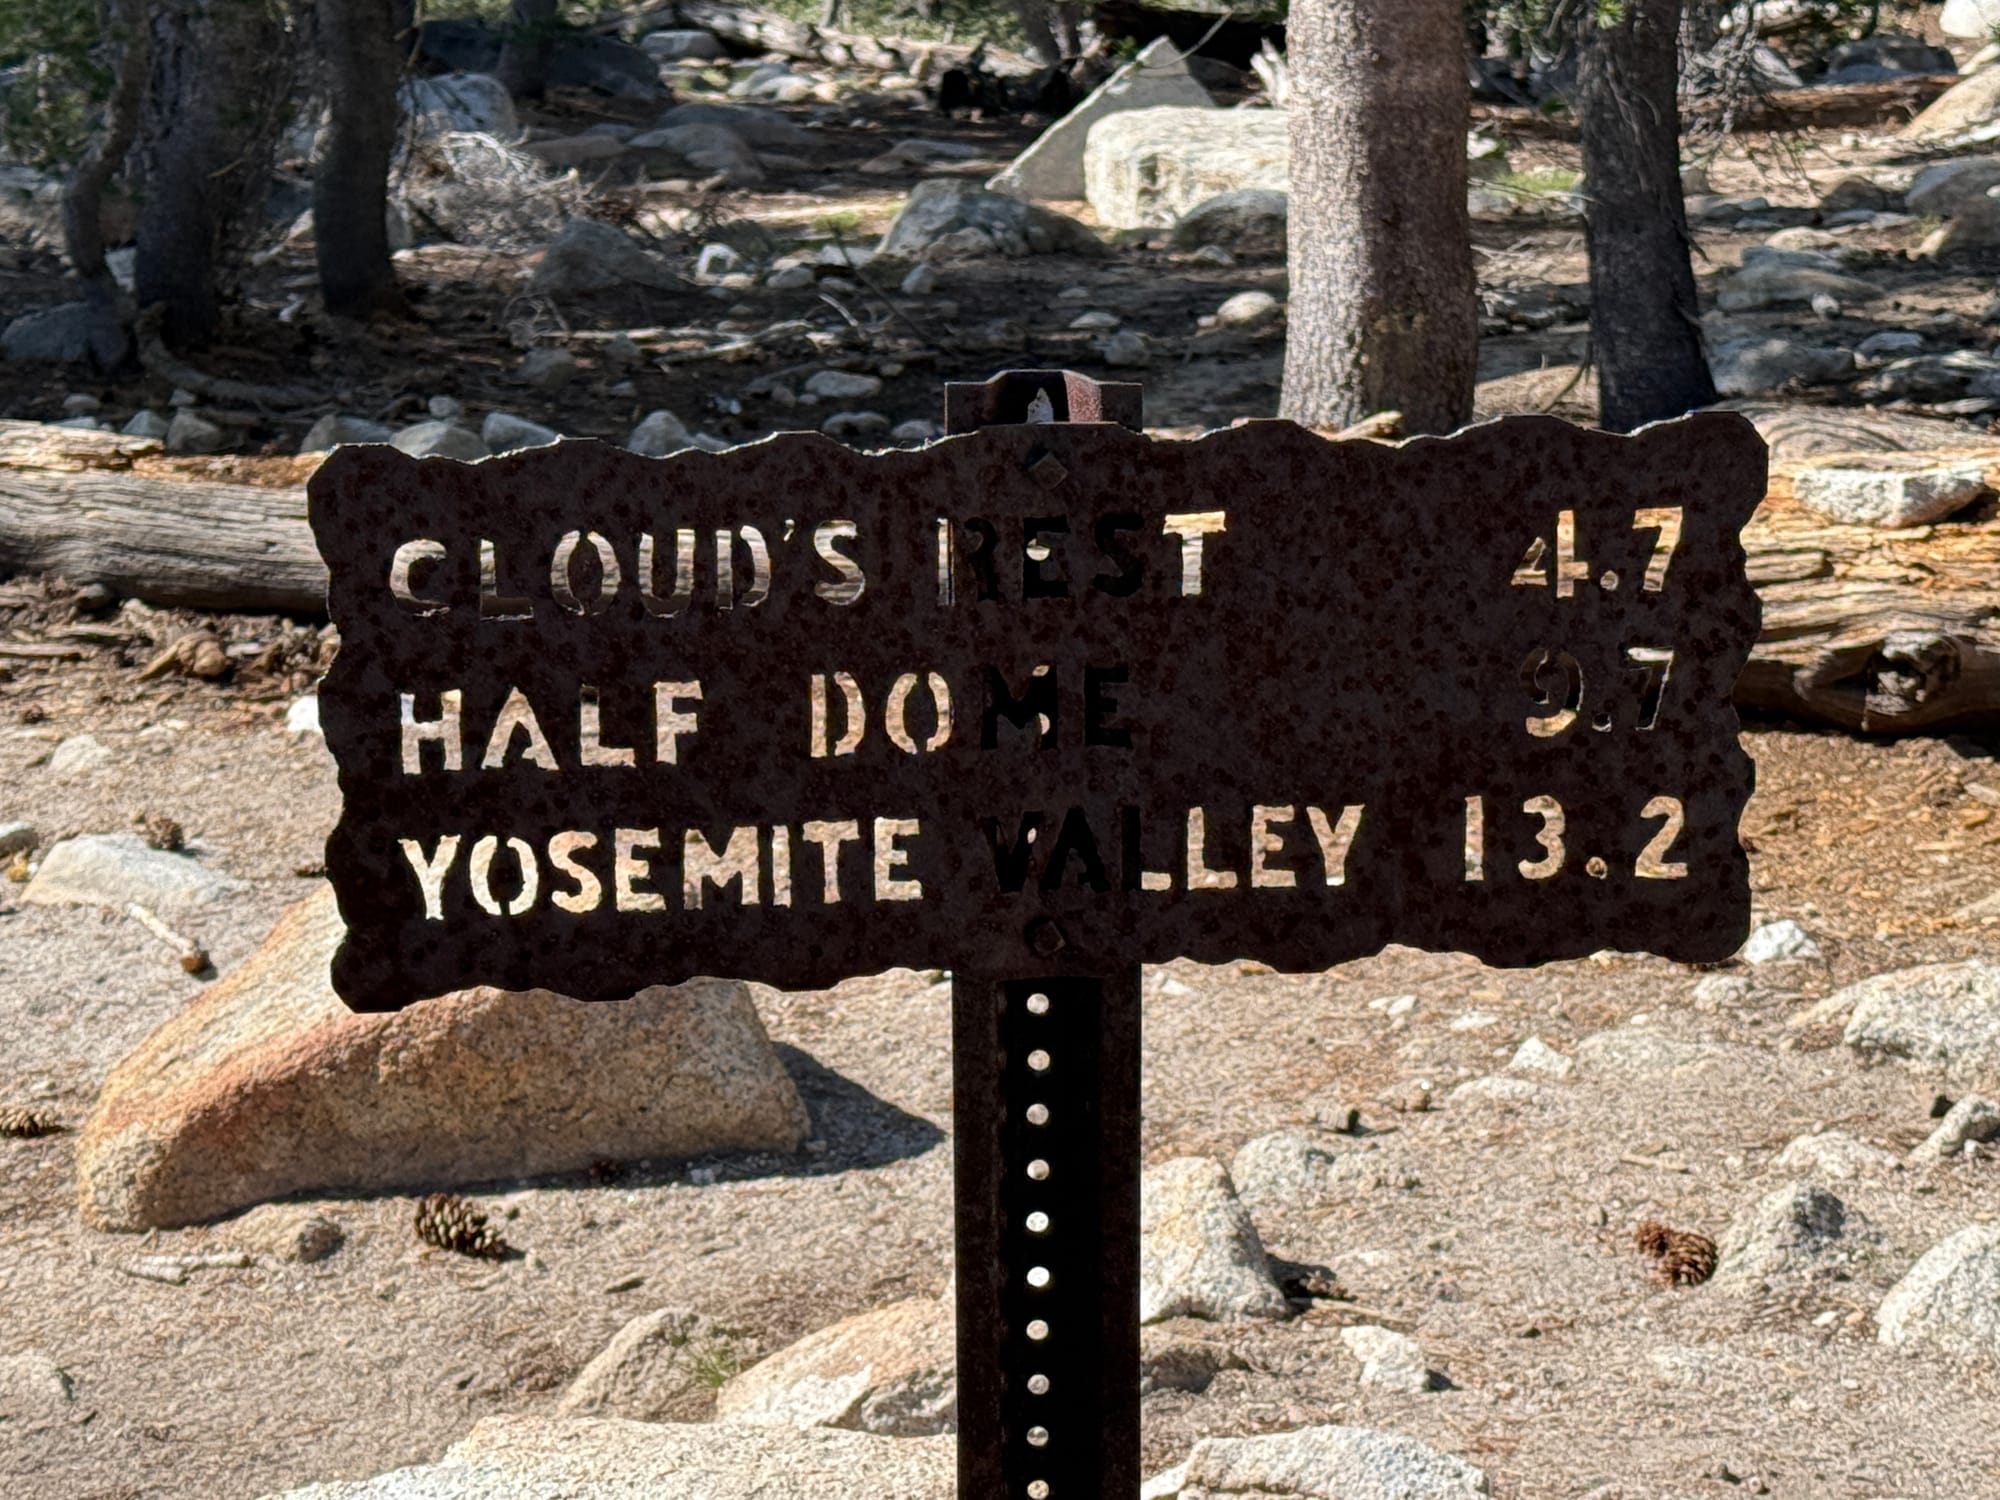 CLOUD'S REST 4.7
HALF DOME 9.7
YOSEMITE VALLEY 13.2